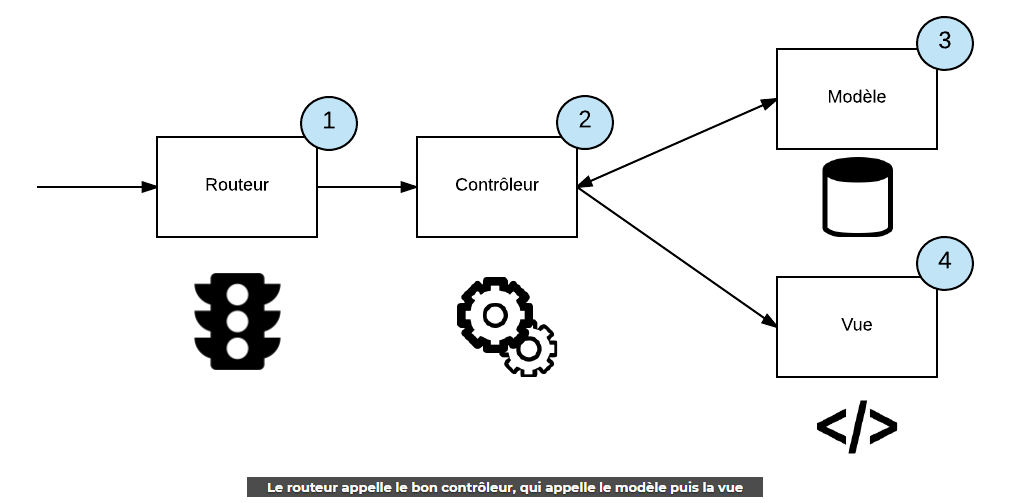 1
Routeur
2
Contrôleur
3
Modèle
4
Vue
</>
Le routeur appelle le bon contrôleur, qui appelle le modèle puis la vue